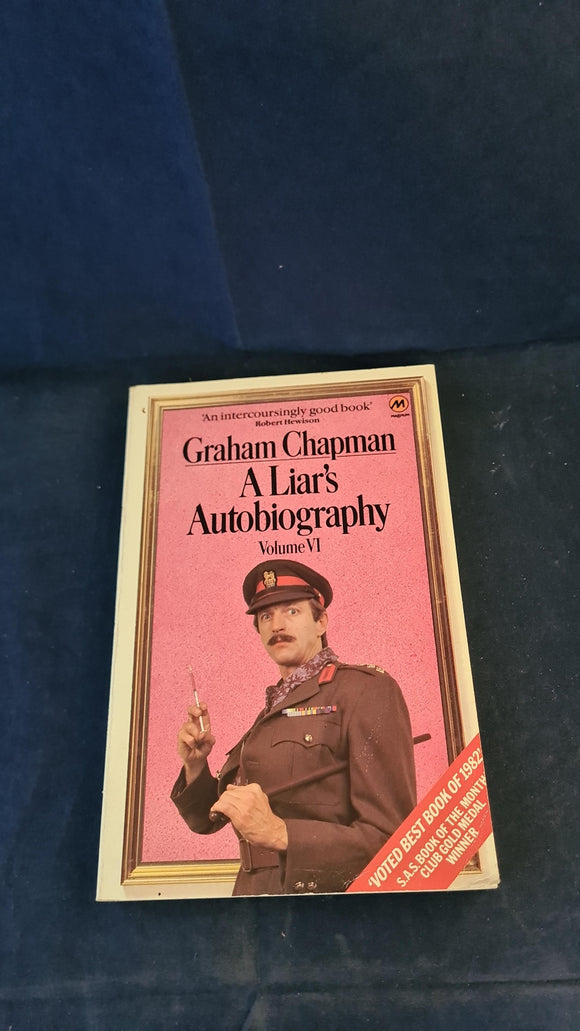 'An intercoursingly good book'
Robert Hewison
M
MAGNUM
Graham Chapman
A Liar's
Autobiography
Volume VI
'VOTED BEST BOOK OF 1982'
S.A.S. BOOK OF THE MONTH
CLUB GOLD MEDAL
WINNER